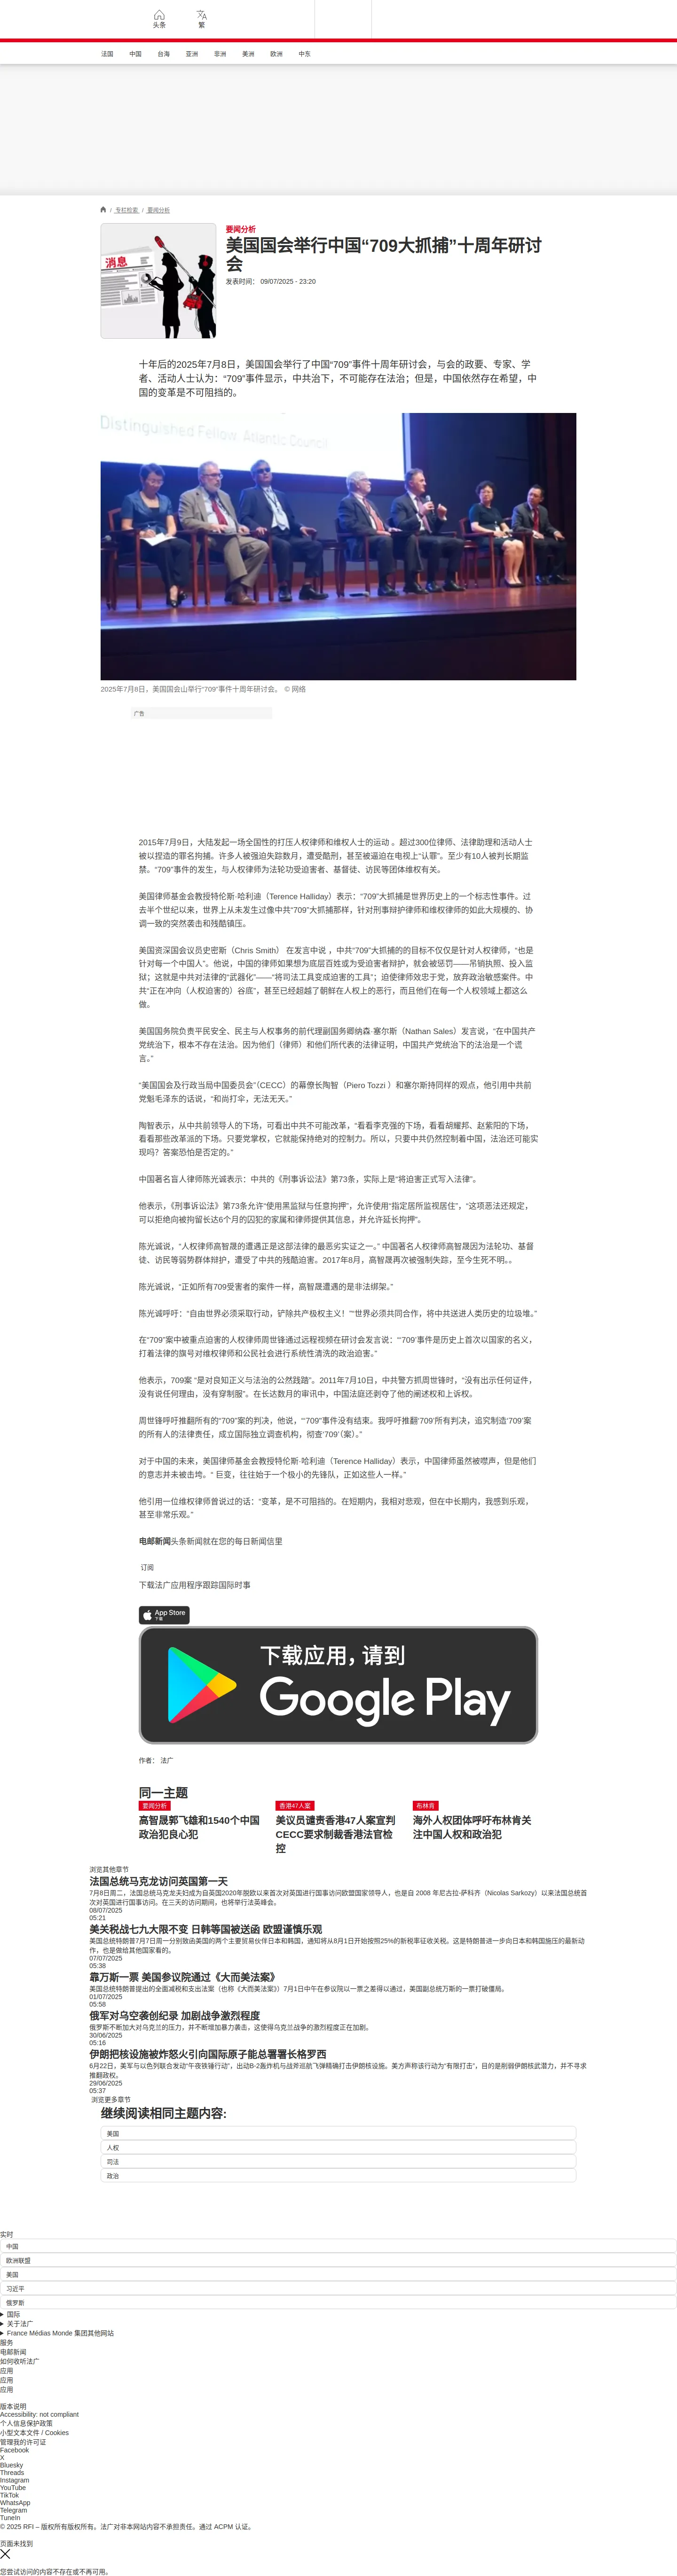 头条
繁
法国 中国 台海 亚洲 非洲 美洲 欧洲 中东
/ 专栏检索 / 要闻分析
消息
要闻分析
美国国会举行中国“709大抓捕”十周年研讨
会
发表时间： 09/07/2025 - 23:20
十年后的2025年7月8日，美国国会举行了中国“709”事件十周年研讨会，与会的政要、专家、学
者、活动人士认为：“709”事件显示，中共治下，不可能存在法治；但是，中国依然存在希望，中
国的变革是不可阻挡的。
Distinguished Fellow, Atlantic Council
2025年7月8日，美国国会山举行“709”事件十周年研讨会。 © 网络
广告
2015年7月9日，大陆发起一场全国性的打压人权律师和维权人士的运动 。超过300位律师、法律助理和活动人士
被以捏造的罪名拘捕。许多人被强迫失踪数月，遭受酷刑，甚至被逼迫在电视上“认罪”。至少有10人被判长期监
禁。“709”事件的发生，与人权律师为法轮功受迫害者、基督徒、访民等团体维权有关。
美国律师基金会教授特伦斯·哈利迪（Terence Halliday）表示：“709”大抓捕是世界历史上的一个标志性事件。过
去半个世纪以来，世界上从未发生过像中共“709”大抓捕那样，针对刑事辩护律师和维权律师的如此大规模的、协
调一致的突然袭击和残酷镇压。
美国资深国会议员史密斯（Chris Smith） 在发言中说 ，中共“709”大抓捕的的目标不仅仅是针对人权律师，“也是
针对每一个中国人”。他说，中国的律师如果想为底层百姓或为受迫害者辩护，就会被惩罚——吊销执照、投入监
狱；这就是中共对法律的“武器化”——“将司法工具变成迫害的工具”；迫使律师效忠于党，放弃政治敏感案件。中
共“正在冲向（人权迫害的）谷底”，甚至已经超越了朝鲜在人权上的恶行，而且他们在每一个人权领域上都这么
做。
美国国务院负责平民安全、民主与人权事务的前代理副国务卿纳森·塞尔斯（Nathan Sales）发言说，“在中国共产
党统治下，根本不存在法治。因为他们（律师）和他们所代表的法律证明，中国共产党统治下的法治是一个谎
言。”
“美国国会及行政当局中国委员会”（CECC）的幕僚长陶智（Piero Tozzi ）和塞尔斯持同样的观点，他引用中共前
党魁毛泽东的话说，“和尚打伞，无法无天。”
陶智表示，从中共前领导人的下场，可看出中共不可能改革，“看看李克强的下场，看看胡耀邦、赵紫阳的下场，
看看那些改革派的下场。只要党掌权，它就能保持绝对的控制力。所以，只要中共仍然控制着中国，法治还可能实
现吗？答案恐怕是否定的。”
中国著名盲人律师陈光诚表示：中共的《刑事诉讼法》第73条，实际上是“将迫害正式写入法律”。
他表示，《刑事诉讼法》第73条允许“使用黑监狱与任意拘押”，允许使用“指定居所监视居住”，“这项恶法还规定，
可以拒绝向被拘留长达6个月的囚犯的家属和律师提供其信息，并允许延长拘押”。
陈光诚说，“人权律师高智晟的遭遇正是这部法律的最恶劣实证之一。” 中国著名人权律师高智晟因为法轮功、基督
徒、访民等弱势群体辩护，遭受了中共的残酷迫害。2017年8月，高智晟再次被强制失踪，至今生死不明。。
陈光诚说，“正如所有709受害者的案件一样，高智晟遭遇的是非法绑架。”
陈光诚呼吁：“自由世界必须采取行动，铲除共产极权主义！”“世界必须共同合作，将中共送进人类历史的垃圾堆。”
在“709”案中被重点迫害的人权律师周世锋通过远程视频在研讨会发言说：“‘709’事件是历史上首次以国家的名义，
打着法律的旗号对维权律师和公民社会进行系统性清洗的政治迫害。”
他表示，709案 “是对良知正义与法治的公然践踏”。2011年7月10日，中共警方抓周世锋时，“没有出示任何证件，
没有说任何理由，没有穿制服”。在长达数月的审讯中，中国法庭还剥夺了他的阐述权和上诉权。
周世锋呼吁推翻所有的“709”案的判决，他说，“‘709’事件没有结束。我呼吁推翻‘709’所有判决，追究制造‘709’案
的所有人的法律责任，成立国际独立调查机构，彻查‘709’（案）。”
对于中国的未来，美国律师基金会教授特伦斯·哈利迪（Terence Halliday）表示，中国律师虽然被噤声，但是他们
的意志并未被击垮。“ 巨变，往往始于一个极小的先锋队，正如这些人一样。”
他引用一位维权律师曾说过的话：“变革，是不可阻挡的。在短期内，我相对悲观，但在中长期内，我感到乐观，
甚至非常乐观。”
电邮新闻头条新闻就在您的每日新闻信里
订阅
下载法广应用程序跟踪国际时事
App Store
下载
下载应用，请到
Google Play
作者： 法广
同一主题
要闻分析
高智晟郭飞雄和1540个中国
政治犯良心犯
香港47人案
美议员谴责香港47人案宣判
CECC要求制裁香港法官检
控
布林肯
海外人权团体呼吁布林肯关
注中国人权和政治犯
浏览其他章节
法国总统马克龙访问英国第一天
7月8日周二，法国总统马克龙夫妇成为自英国2020年脱欧以来首次对英国进行国事访问欧盟国家领导人，也是自 2008 年尼古拉-萨科齐（Nicolas Sarkozy）以来法国总统首
次对英国进行国事访问。在三天的访问期间，也将举行法英峰会。
08/07/2025
05:21
美关税战七九大限不变 日韩等国被送函 欧盟谨慎乐观
美国总统特朗普7月7日周一分别致函美国的两个主要贸易伙伴日本和韩国，通知将从8月1日开始按照25%的新税率征收关税。这是特朗普进一步向日本和韩国施压的最新动
作，也是做给其他国家看的。
07/07/2025
05:38
靠万斯一票 美国参议院通过《大而美法案》
美国总统特朗普提出的全面减税和支出法案（也称《大而美法案》）7月1日中午在参议院以一票之差得以通过，美国副总统万斯的一票打破僵局。
01/07/2025
05:58
俄军对乌空袭创纪录 加剧战争激烈程度
俄罗斯不断加大对乌克兰的压力，并不断增加暴力袭击，这使得乌克兰战争的激烈程度正在加剧。
30/06/2025
05:16
伊朗把核设施被炸怒火引向国际原子能总署署长格罗西
6月22日，美军与以色列联合发动“午夜铁锤行动”，出动B-2轰炸机与战斧巡航飞弹精确打击伊朗核设施。美方声称该行动为“有限打击”，目的是削弱伊朗核武潜力，并不寻求
推翻政权。
29/06/2025
05:37
浏览更多章节
继续阅读相同主题内容:
美国
人权
司法
政治
实时
中国
欧洲联盟
美国
习近平
俄罗斯
国际
关于法广
France Médias Monde 集团其他网站
服务
电邮新闻
如何收听法广
应用
应用
应用
版本说明
Accessibility: not compliant
个人信息保护政策
小型文本文件 / Cookies
管理我的许可证
Facebook
X
Bluesky
Threads
Instagram
YouTube
TikTok
WhatsApp
Telegram
TuneIn
© 2025 RFI – 版权所有版权所有。法广对非本网站内容不承担责任。通过 ACPM 认证。
页面未找到
您尝试访问的内容不存在或不再可用。